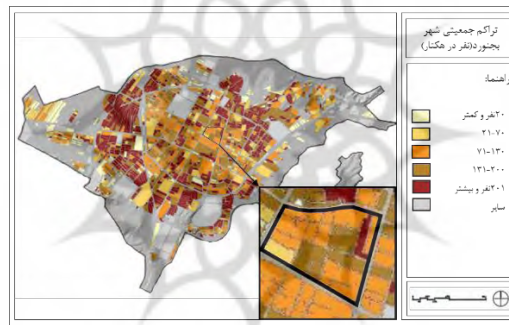 تراکم جمعیتی شهر
بجنورد(نفر در هکتار)
راهنما:
۲۰نفر و کمتر
۲۱-۷۰
۷۱-۱۳۰
۱۳۱-۲۰۰
۲۰۱نفر و بیشتر
سایر